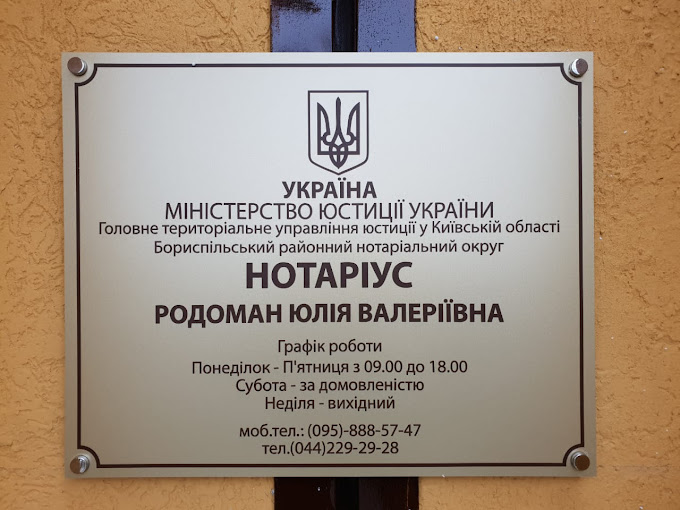 УКРАЇНА
МІНІСТЕРСТВО ЮСТИЦІЇ УКРАЇНИ
Головне територіальне управління юстиції у Київській області
Бориспільський районний нотаріальний округ
НОТАРІУС
РОДОМАН ЮЛІЯ ВАЛЕРІЇВНА
Графік роботи
Понеділок - П'ятниця з 09.00 до 18.00
Субота - за домовленістю
Неділя - вихідний
моб.тел.: (095)-888-57-47
тел.(044)229-29-28